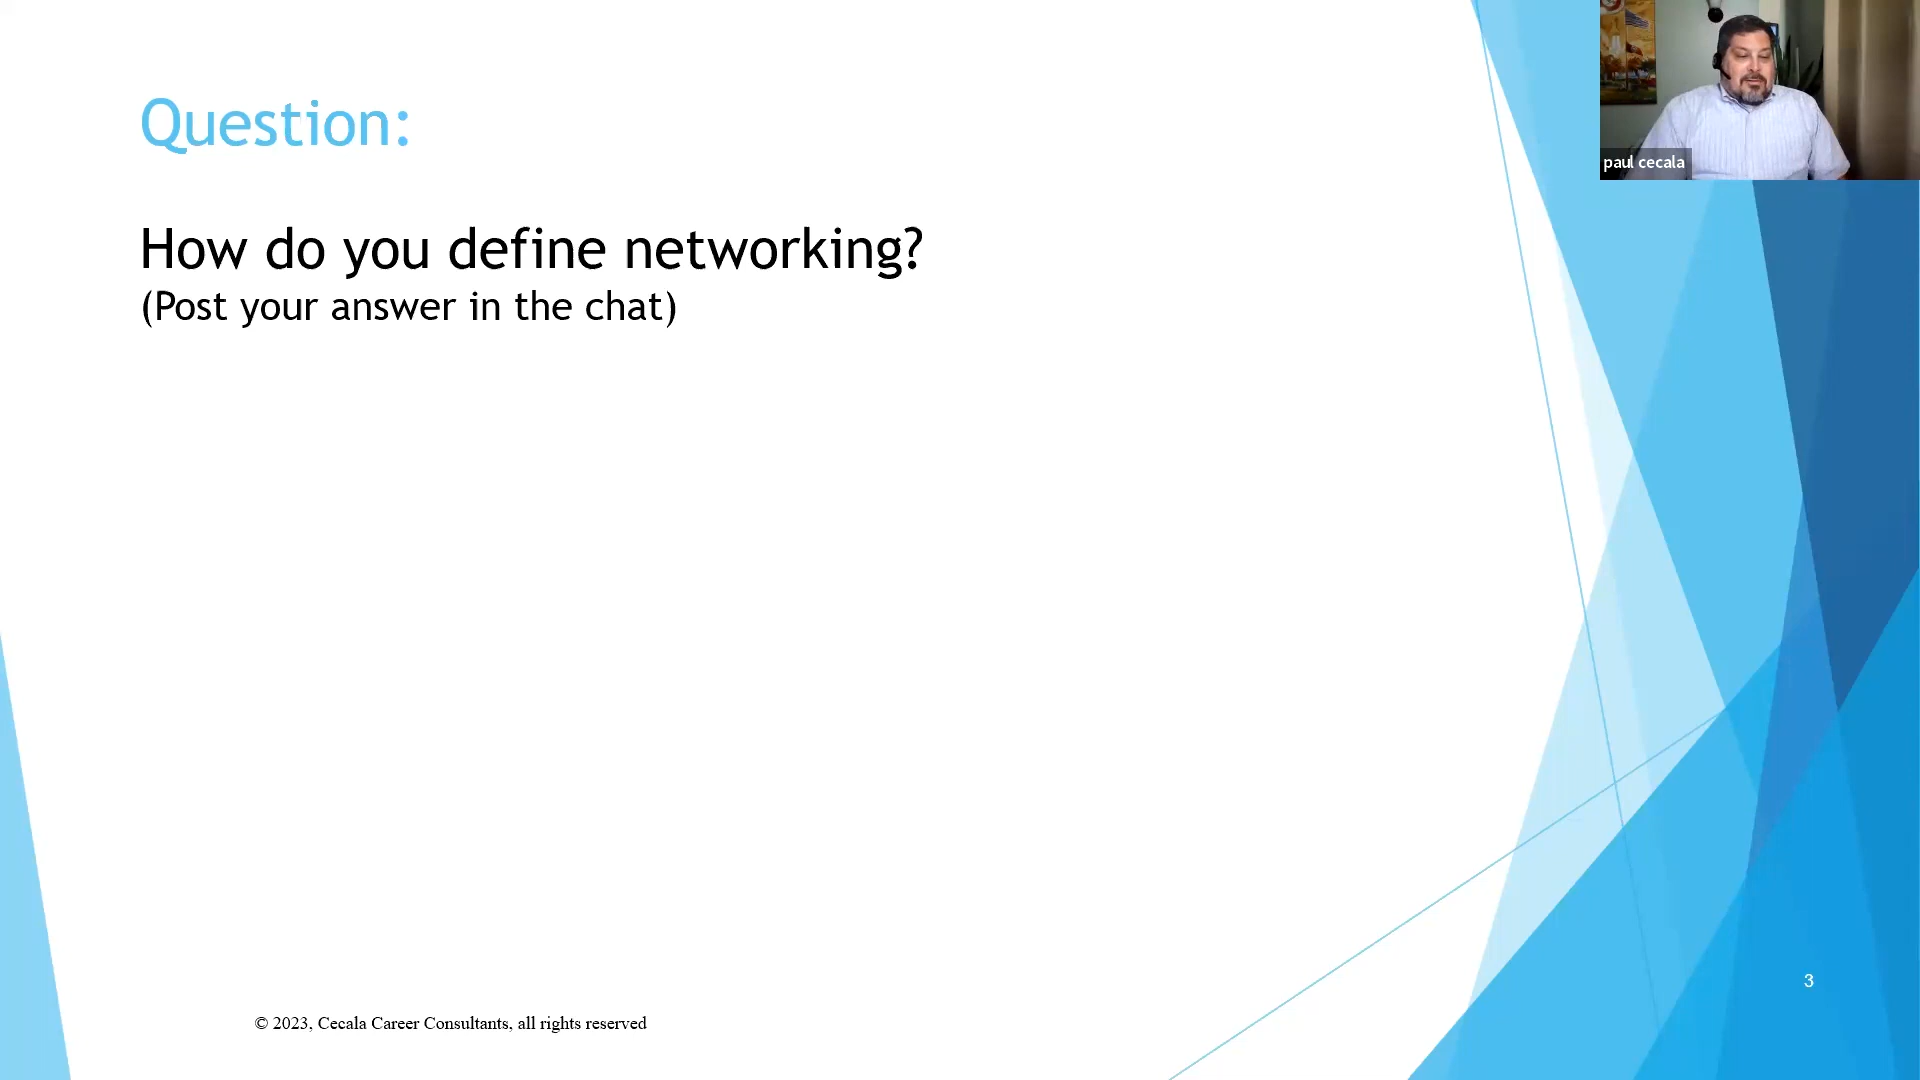 Question:
paul cecala
How do you define networking?
(Post your answer in the chat)
3
© 2023, Cecala Career Consultants, all rights reserved